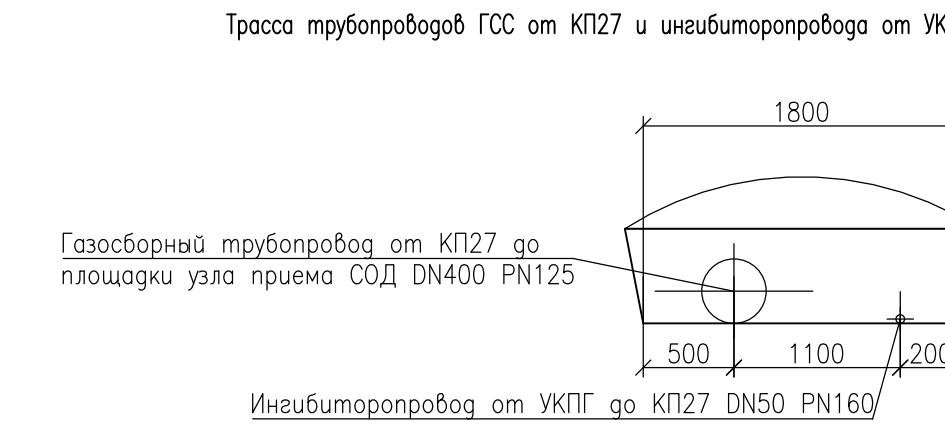 Трасса трубопроводов ГСС от КП27 и ингибиторопровода от УК
1800
Газосборный трубопровод от КП27 до
площадки узла приема СОД DN400 PN125
500 1100 200
Ингибиторопровод от УКПГ до КП27 DN50 PN160